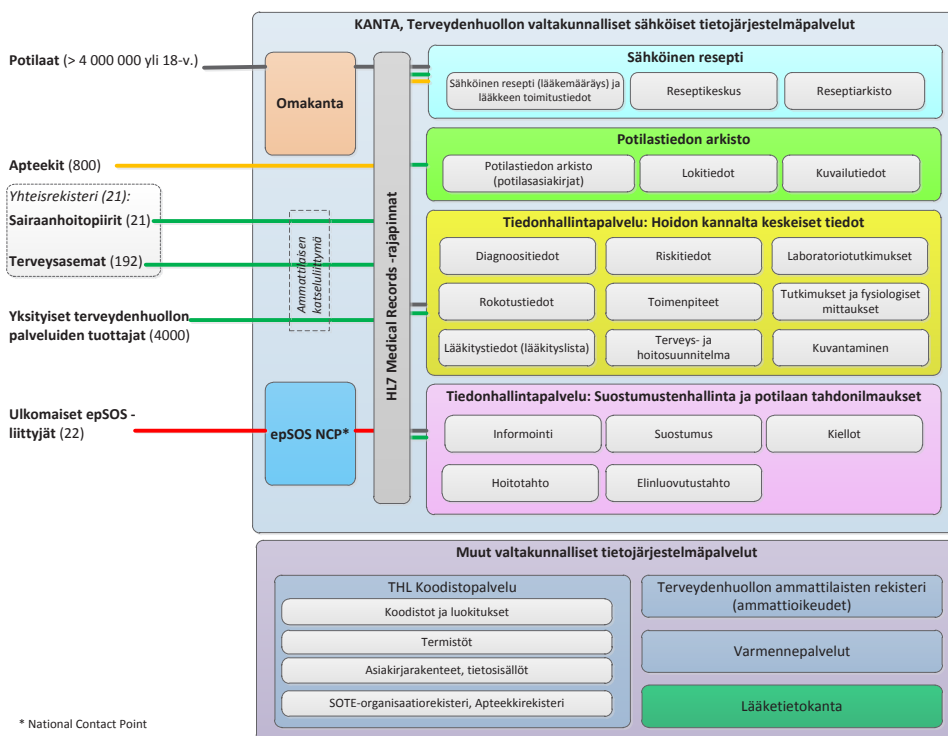 KANTA, Terveydenhuollon valtakunnalliset sähköiset tietojärjestelmäpalvelut
Potilaat (> 4 000 000 yli 18-v.)
Apteekit (800)
Yhteisrekisteri (21):
Sairaanhoitopiirit (21)
Terveysasemat (192)
Yksityiset terveydenhuollon
palveluiden tuottajat (4000)
Ulkomaiset epSOS -
liittyjät (22)
Omakanta
Ammattilaisen
katseluliittymä
epSOS NCP*
HL7 Medical Records -rajapinnat
Sähköinen resepti
Sähköinen resepti (lääkemääräys) ja
lääkkeen toimitustiedot
Reseptikeskus
Reseptiarkisto
Potilastiedon arkisto
Potilastiedon arkisto
(potilasasiakirjat)
Lokitiedot
Kuvailutiedot
Tiedonhallintapalvelu: Hoidon kannalta keskeiset tiedot
Diagnoositiedot
Riskitiedot
Laboratoriotutkimukset
Rokotustiedot
Toimenpiteet
Tutkimukset ja fysiologiset
mittaukset
Lääkitystiedot (lääkityslista)
Terveys- ja
hoitosuunnitelma
Kuvantaminen
Tiedonhallintapalvelu: Suostumustenhallinta ja potilaan tahdonilmaukset
Informointi
Suostumus
Kiellot
Hoitotahto
Elinluovutustahto
Muut valtakunnalliset tietojärjestelmäpalvelut
THL Koodistopalvelu
Koodistot ja luokitukset
Termistöt
Asiakirjarakenteet, tietosisällöt
SOTE-organisaatiorekisteri, Apteekkirekisteri
Terveydenhuollon ammattilaisten rekisteri
(ammattioikeudet)
Varmennepalvelut
Lääketietokanta
* National Contact Point